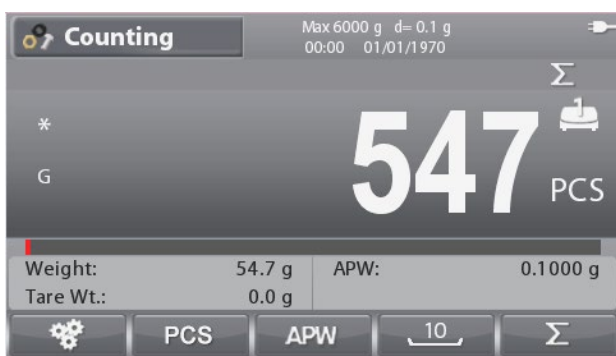 Counting
Max 6000 g d= 0.1 g
00:00 01/01/1970
Σ
1
*
G
547 PCS
Weight: 54.7 g APW: 0.1000 g
Tare Wt.: 0.0 g
PCS APW 10 Σ